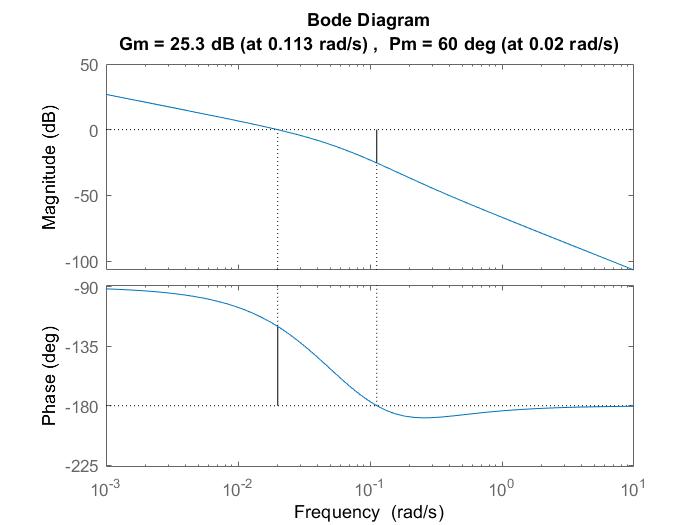 Bode Diagram
Gm = 25.3 dB (at 0.113 rad/s) ,  Pm = 60 deg (at 0.02 rad/s)
50
0
-50
-100
Magnitude (dB)
-90
-135
-180
-225
Phase (deg)
10^-3 10^-2 10^-1 10^0 10^1
Frequency  (rad/s)